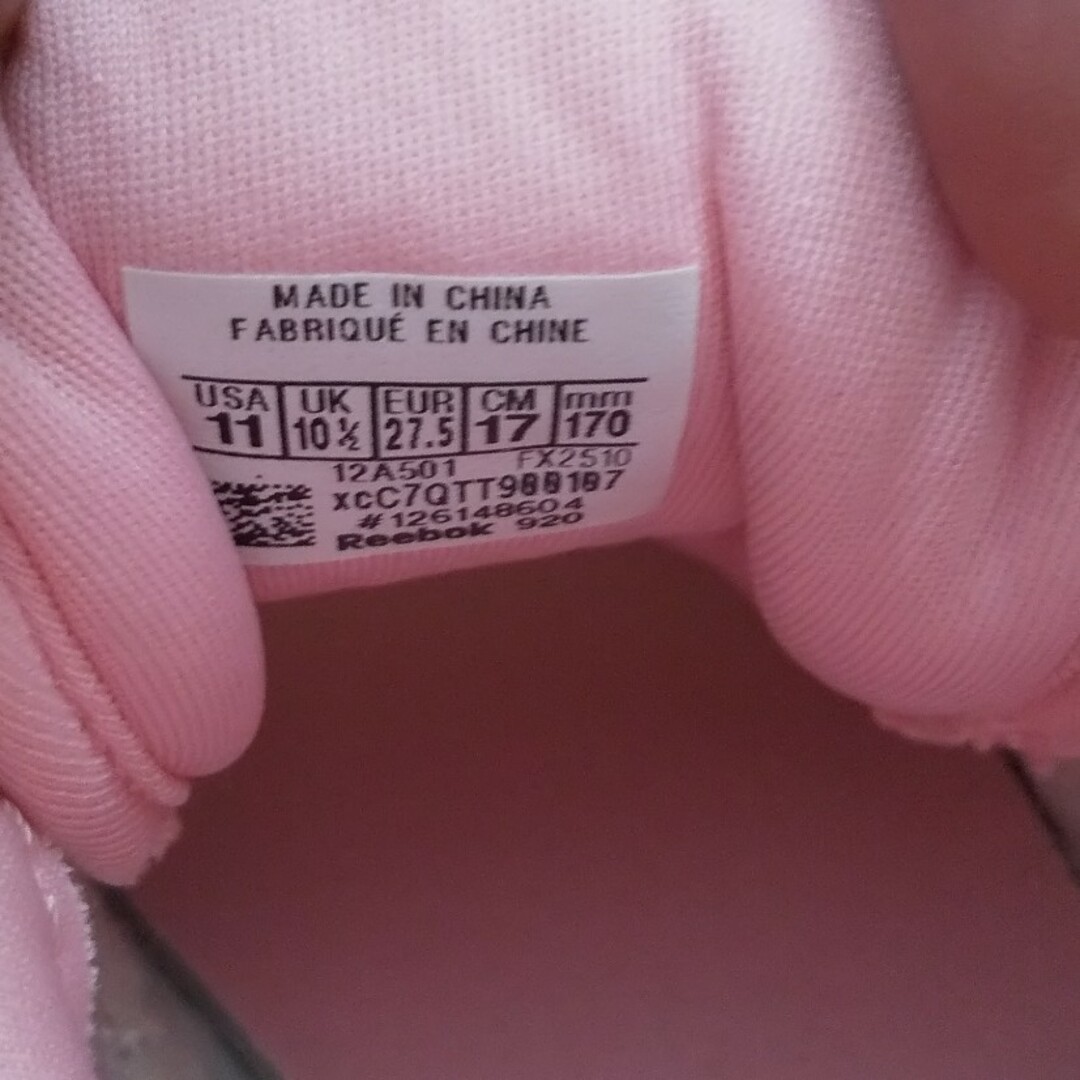 MADE IN CHINA
FABRIQUÉ EN CHINE
USA UK EUR CM mm
11 10½ 27.5 17 170
12A501 FX2510
#126148604
Reebok 920